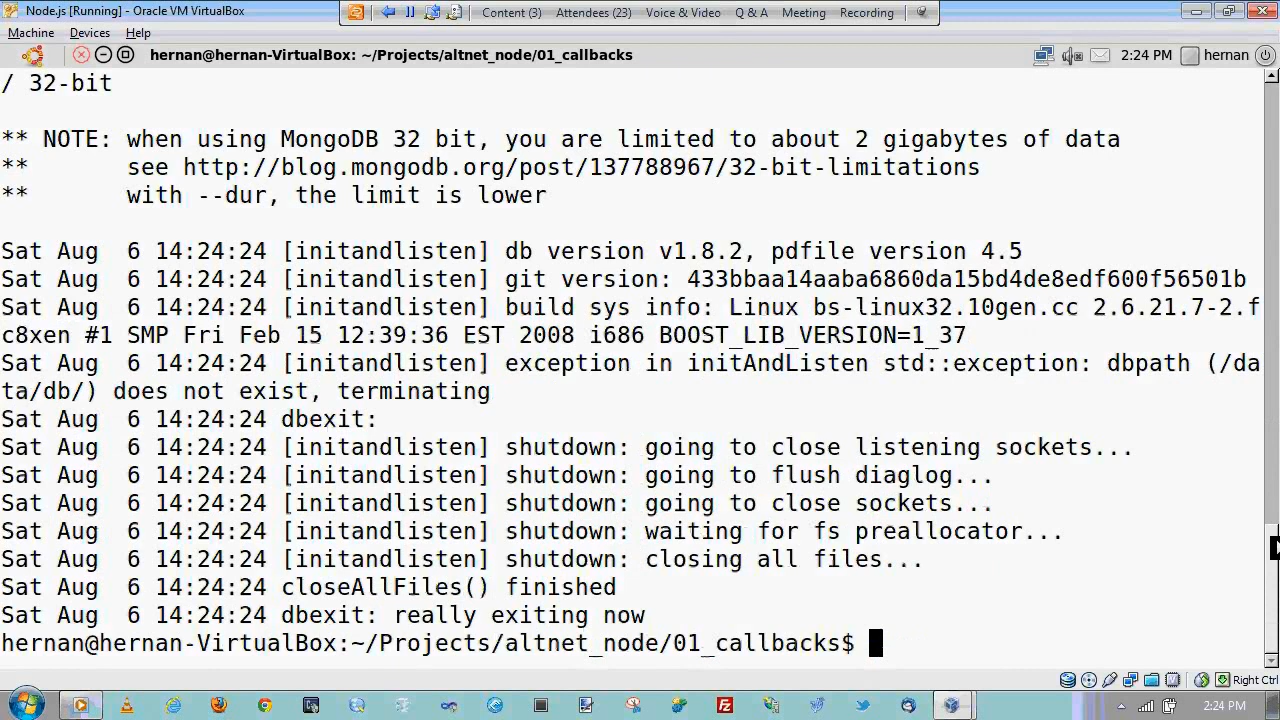 Node.js [Running] - Oracle VM VirtualBox
Content (3) Attendees (23) Voice & Video Q & A Meeting Recording
Machine Devices Help
hernan@hernan-VirtualBox: ~/Projects/altnet_node/01_callbacks
2:24 PM hernan
/ 32-bit
** NOTE: when using MongoDB 32 bit, you are limited to about 2 gigabytes of data
** see http://blog.mongodb.org/post/137788967/32-bit-limitations
** with --dur, the limit is lower
Sat Aug 6 14:24:24 [initandlisten] db version v1.8.2, pdfile version 4.5
Sat Aug 6 14:24:24 [initandlisten] git version: 433bbaa14aaba6860da15bd4de8edf600f56501b
Sat Aug 6 14:24:24 [initandlisten] build sys info: Linux bs-linux32.10gen.cc 2.6.21.7-2.f
c8xen #1 SMP Fri Feb 15 12:39:36 EST 2008 i686 BOOST_LIB_VERSION=1_37
Sat Aug 6 14:24:24 [initandlisten] exception in initAndListen std::exception: dbpath (/da
ta/db/) does not exist, terminating
Sat Aug 6 14:24:24 dbexit:
Sat Aug 6 14:24:24 [initandlisten] shutdown: going to close listening sockets...
Sat Aug 6 14:24:24 [initandlisten] shutdown: going to flush diaglog...
Sat Aug 6 14:24:24 [initandlisten] shutdown: going to close sockets...
Sat Aug 6 14:24:24 [initandlisten] shutdown: waiting for fs preallocator...
Sat Aug 6 14:24:24 [initandlisten] shutdown: closing all files...
Sat Aug 6 14:24:24 closeAllFiles() finished
Sat Aug 6 14:24:24 dbexit: really exiting now
hernan@hernan-VirtualBox:~/Projects/altnet_node/01_callbacks$
Right Ctrl
2:24 PM